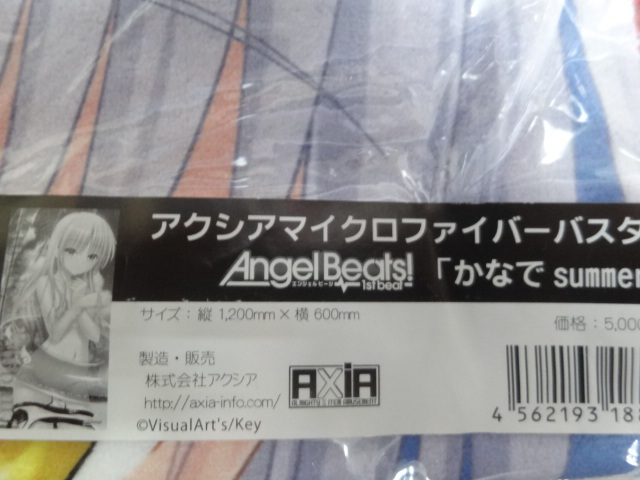 アクシアマイクロファイバーバスタ
AngelBeats!
エンジェルビーツ
1st beat
「かなで summer
サイズ：縦 1,200mm × 横 600mm
価格：5,000
製造・販売
株式会社アクシア
http://axia-info.com/
AXiA
ALMIGHTY X ITEM AMUSEMENT
4 562193 18
©VisualArt's/Key